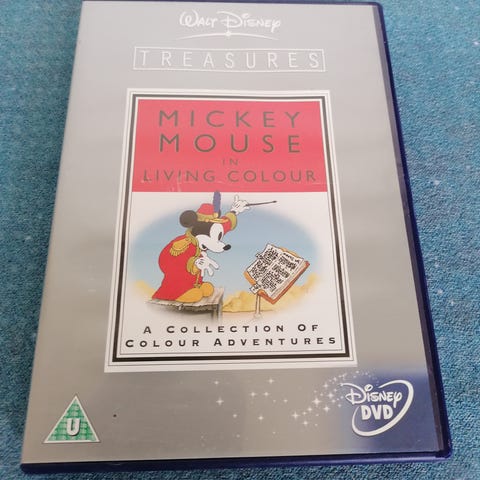 Walt Disney
TREASURES
MICKEY
MOUSE
IN
LIVING COLOUR
A COLLECTION OF
COLOUR ADVENTURES
U
Disney
DVD